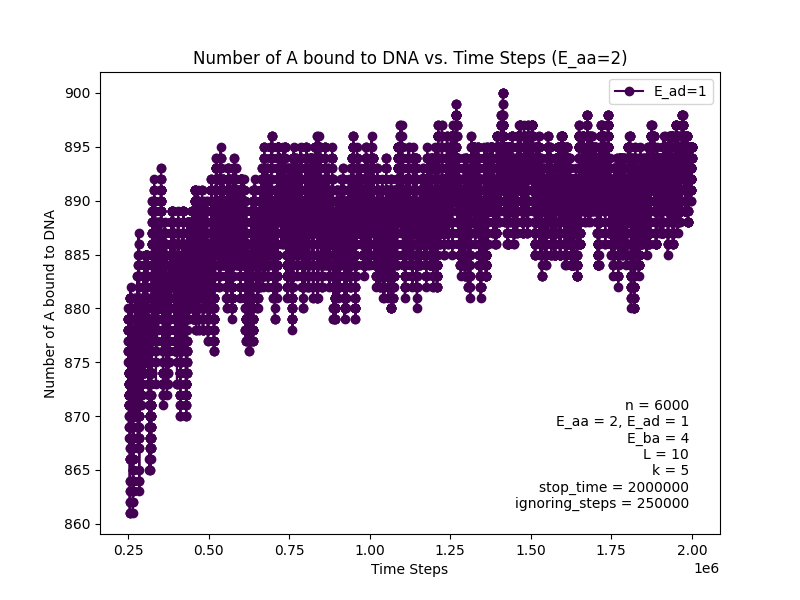 Number of A bound to DNA vs. Time Steps (E_aa=2)
E_ad=1
Number of A bound to DNA
900
895
890
885
880
875
870
865
860
n = 6000
E_aa = 2, E_ad = 1
E_ba = 4
L = 10
k = 5
stop_time = 2000000
ignoring_steps = 250000
0.25 0.50 0.75 1.00 1.25 1.50 1.75 2.00
1e6
Time Steps